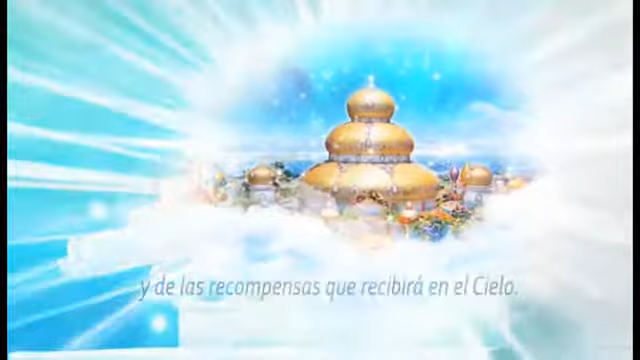 y de las recompensas que recibirá en el Cielo.